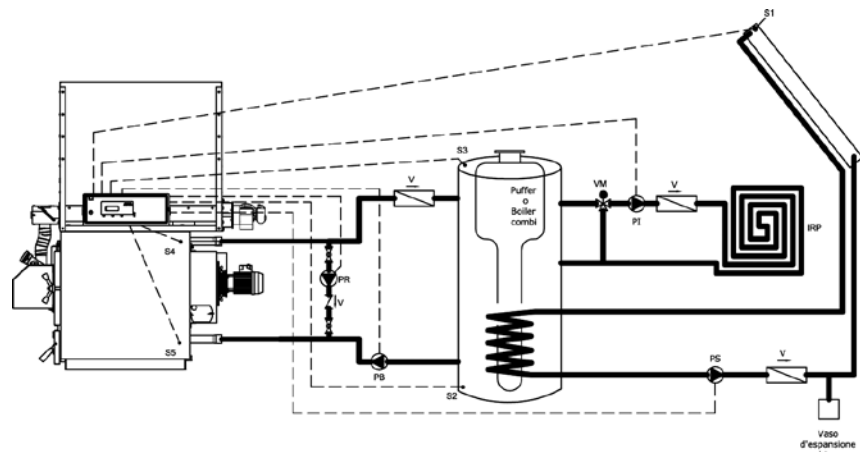 S1
S3
V
Puffer
o
Boiler
combi
VM
V
PI
IRP
S4
PR
V
S5
PB
S2
PS
V
Vaso
d'espansione